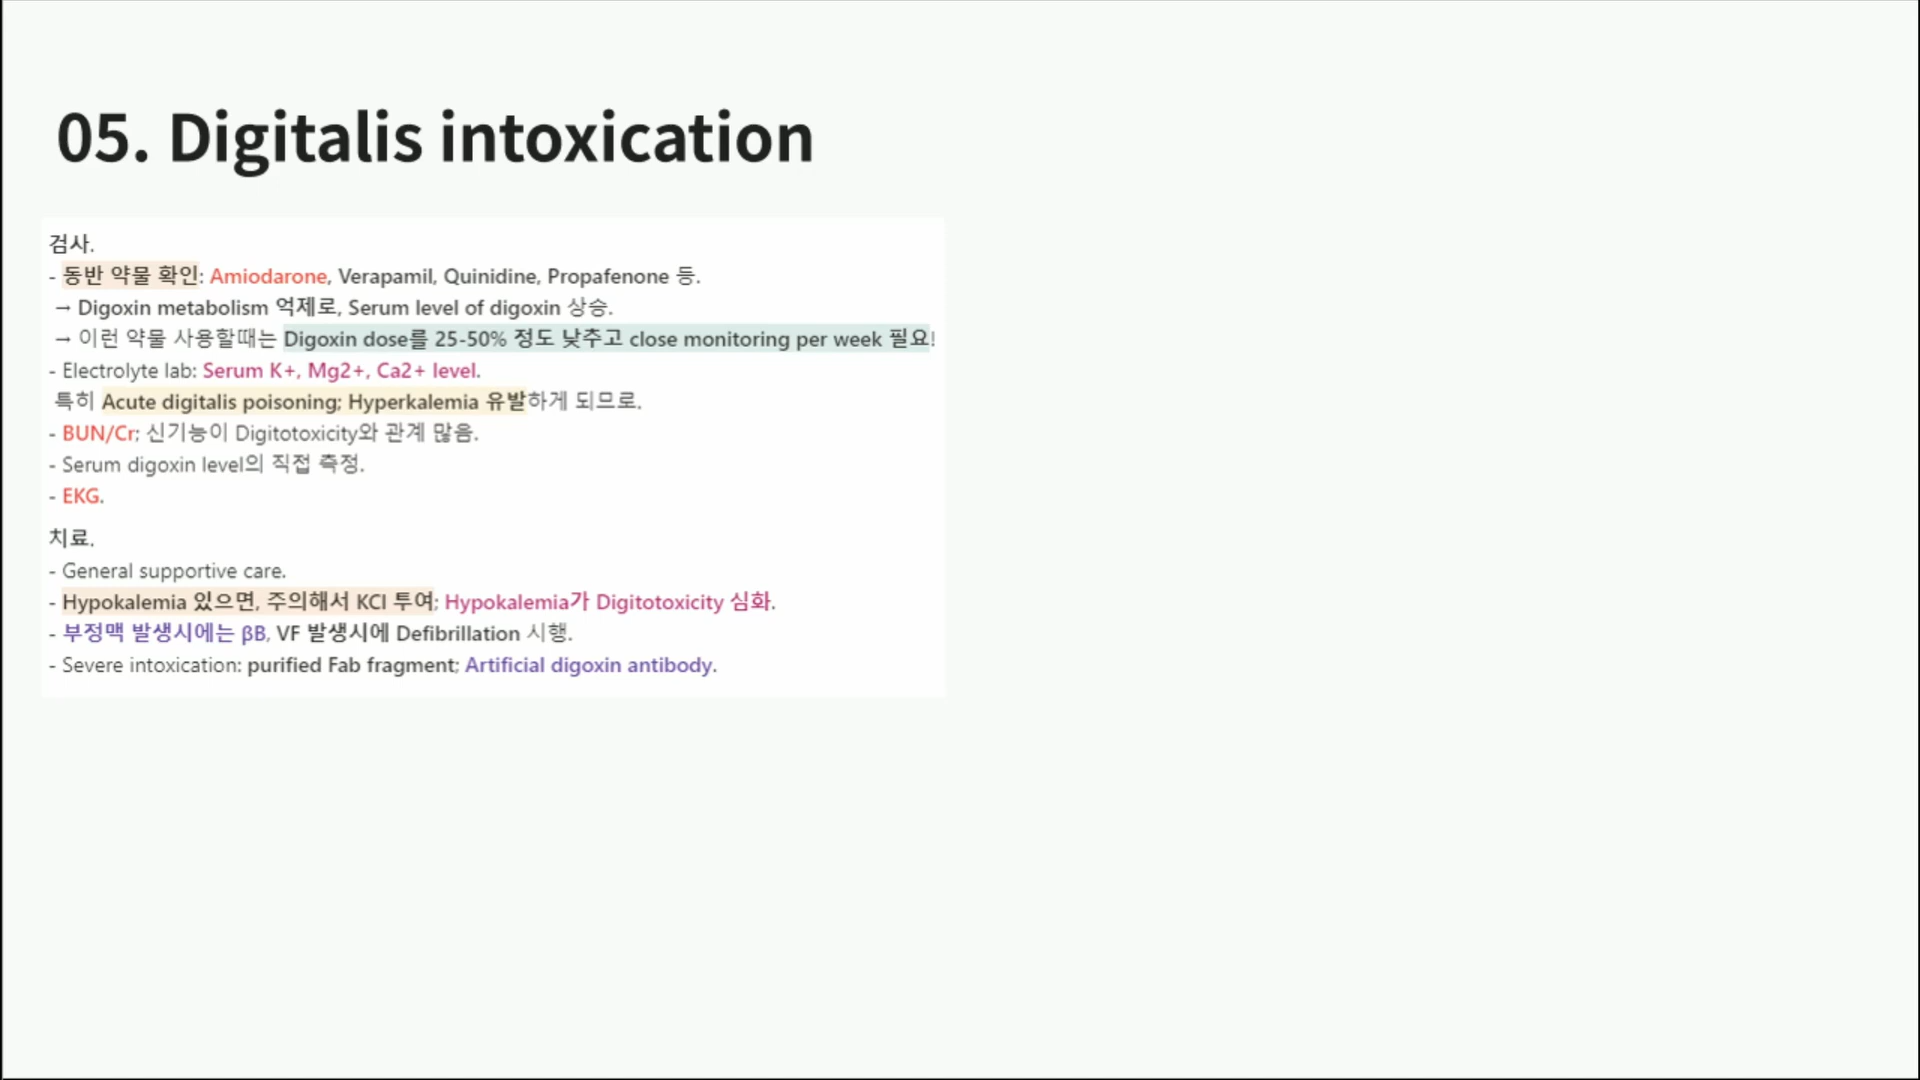 05. Digitalis intoxication
검사.
- 동반 약물 확인: Amiodarone, Verapamil, Quinidine, Propafenone 등.
→ Digoxin metabolism 억제로, Serum level of digoxin 상승.
→ 이런 약물 사용할때는 Digoxin dose를 25-50% 정도 낮추고 close monitoring per week 필요!
- Electrolyte lab: Serum K+, Mg2+, Ca2+ level.
특히 Acute digitalis poisoning; Hyperkalemia 유발하게 되므로.
- BUN/Cr; 신기능이 Digitotoxicity와 관계 많음.
- Serum digoxin level의 직접 측정.
- EKG.
치료.
- General supportive care.
- Hypokalemia 있으면, 주의해서 KCl 투여; Hypokalemia가 Digitotoxicity 심화.
- 부정맥 발생시에는 βB, VF 발생시에 Defibrillation 시행.
- Severe intoxication: purified Fab fragment; Artificial digoxin antibody.